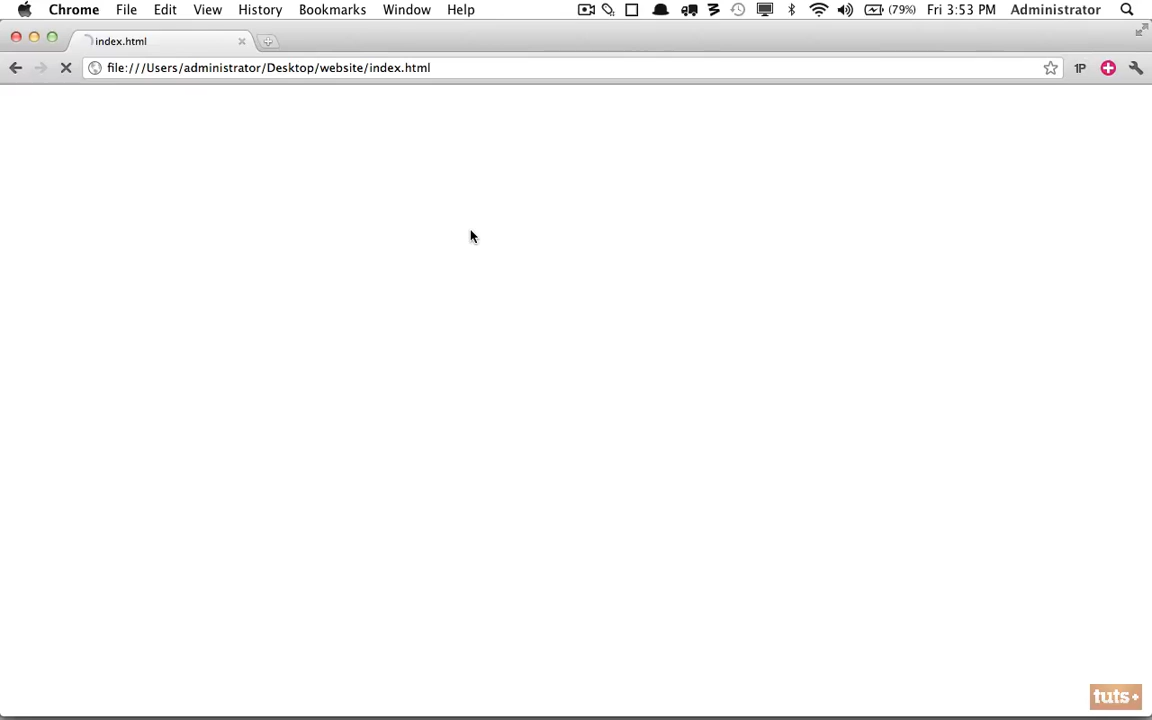 Chrome File Edit View History Bookmarks Window Help (79%) Fri 3:53 PM Administrator
index.html
file:///Users/administrator/Desktop/website/index.html 1P
tuts+